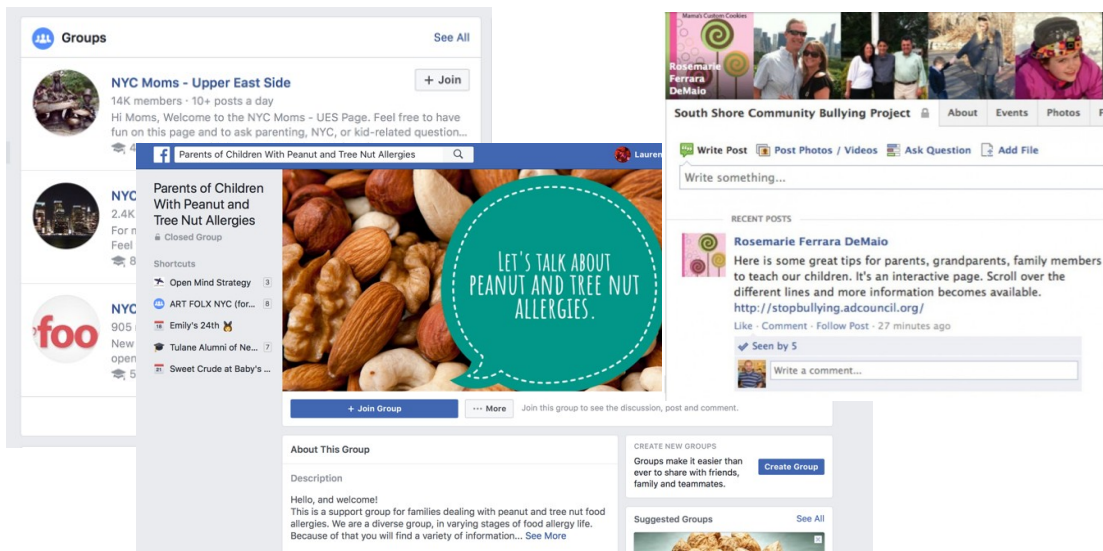 Groups
See All
NYC Moms - Upper East Side
+ Join
14K members · 10+ posts a day
Hi Moms, Welcome to the NYC Moms - UES Page. Feel free to have
fun on this page and to ask parenting, NYC, or kid-related question...
4
NYC
2.4K
For
Feel
8
NYC
905
New
open
5
foo
Parents of Children With Peanut and Tree Nut Allergies
Lauren
Parents of Children
With Peanut and
Tree Nut Allergies
Closed Group
Shortcuts
Open Mind Strategy 3
ART FOLX NYC (for... 8
Emily's 24th
Tulane Alumni of Ne... 7
Sweet Crude at Baby's ...
LET'S TALK ABOUT
PEANUT AND TREE NUT
ALLERGIES.
+ Join Group
··· More
Join this group to see the discussion, post and comment.
About This Group
Description
Hello, and welcome!
This is a support group for families dealing with peanut and tree nut food
allergies. We are a diverse group, in varying stages of food allergy life.
Because of that you will find a variety of information... See More
CREATE NEW GROUPS
Groups make it easier than
ever to share with friends,
family and teammates.
Create Group
Suggested Groups
See All
Mama's Custom Cookies
Rosemarie
Ferrara
DeMaio
South Shore Community Bullying Project
About
Events
Photos
Write Post
Post Photos / Videos
Ask Question
Add File
Write something...
RECENT POSTS
Rosemarie Ferrara DeMaio
Here is some great tips for parents, grandparents, family members
to teach our children. It's an interactive page. Scroll over the
different lines and more information becomes available.
http://stopbullying.adcouncil.org/
Like · Comment · Follow Post · 27 minutes ago
Seen by 5
Write a comment...